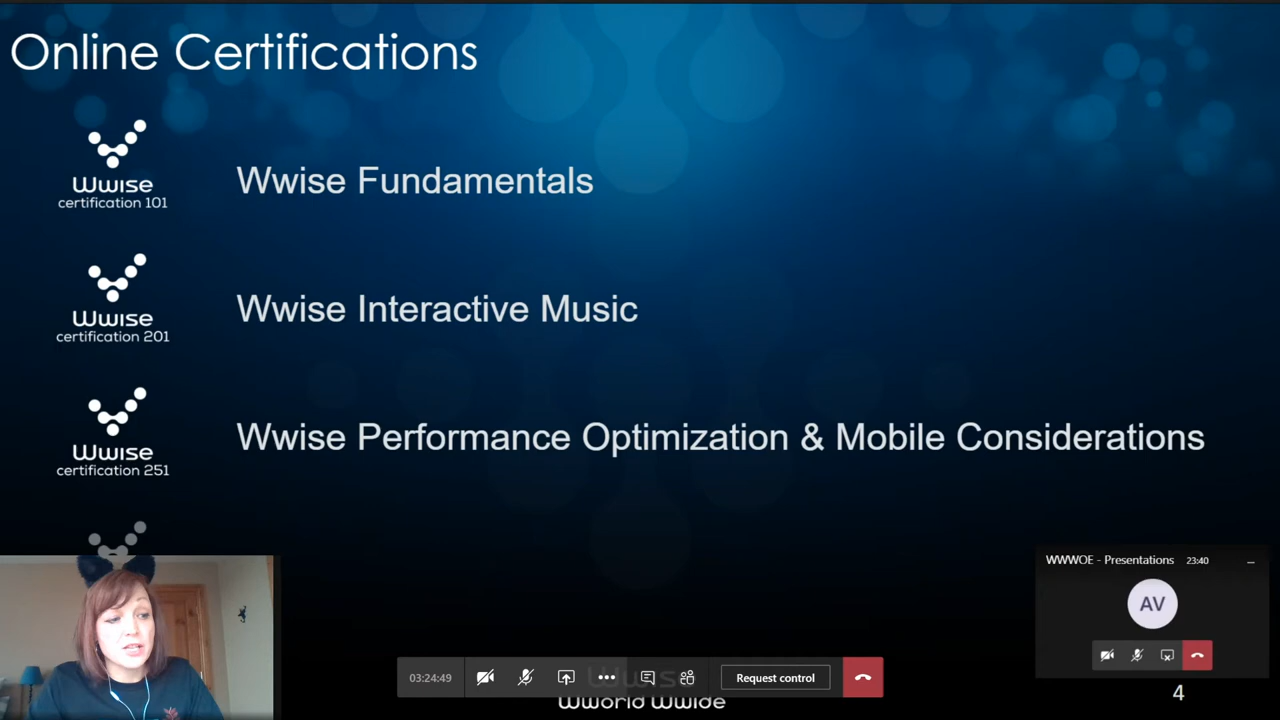 Online Certifications
Wwise
certification 101
Wwise Fundamentals
Wwise
certification 201
Wwise Interactive Music
Wwise
certification 251
Wwise Performance Optimization & Mobile Considerations
WWWOE - Presentations 23:40
AV
03:24:49
Request control
Wwise
Wworld Wwide
4